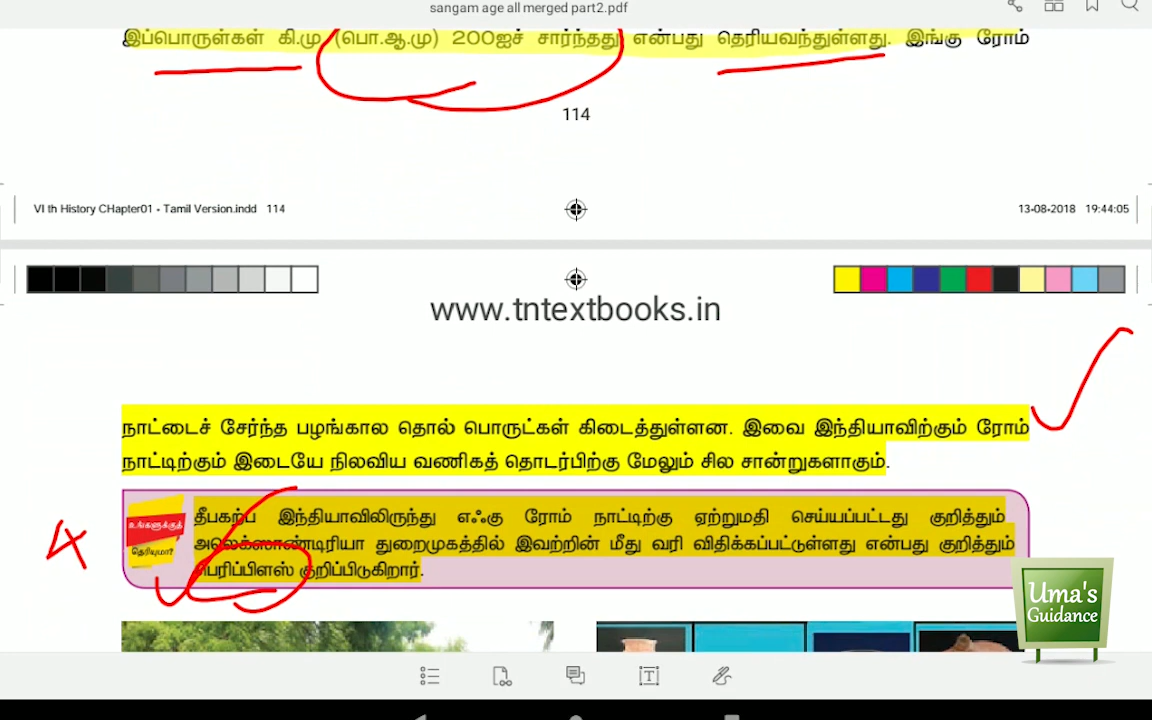 sangam age all merged part2.pdf
இப்பொருள்கள் கி.மு (பொ.ஆ.மு) 200ஐச் சார்ந்தது என்பது தெரியவந்துள்ளது. இங்கு ரோம்
114
VI th History CHapter01 - Tamil Version.indd 114
13-08-2018 19:44:05
www.tntextbooks.in
நாட்டைச் சேர்ந்த பழங்கால தொல் பொருட்கள் கிடைத்துள்ளன. இவை இந்தியாவிற்கும் ரோம்
நாட்டிற்கும் இடையே நிலவிய வணிகத் தொடர்பிற்கு மேலும் சில சான்றுகளாகும்.
உங்களுக்குத்
தெரியுமா?
தீபகற்ப இந்தியாவிலிருந்து எஃகு ரோம் நாட்டிற்கு ஏற்றுமதி செய்யப்பட்டது குறித்தும்
அலெக்ஸாண்டிரியா துறைமுகத்தில் இவற்றின் மீது வரி விதிக்கப்பட்டுள்ளது என்பது குறித்தும்
பெரிப்பிளஸ் குறிப்பிடுகிறார்.
4
Uma's
Guidance